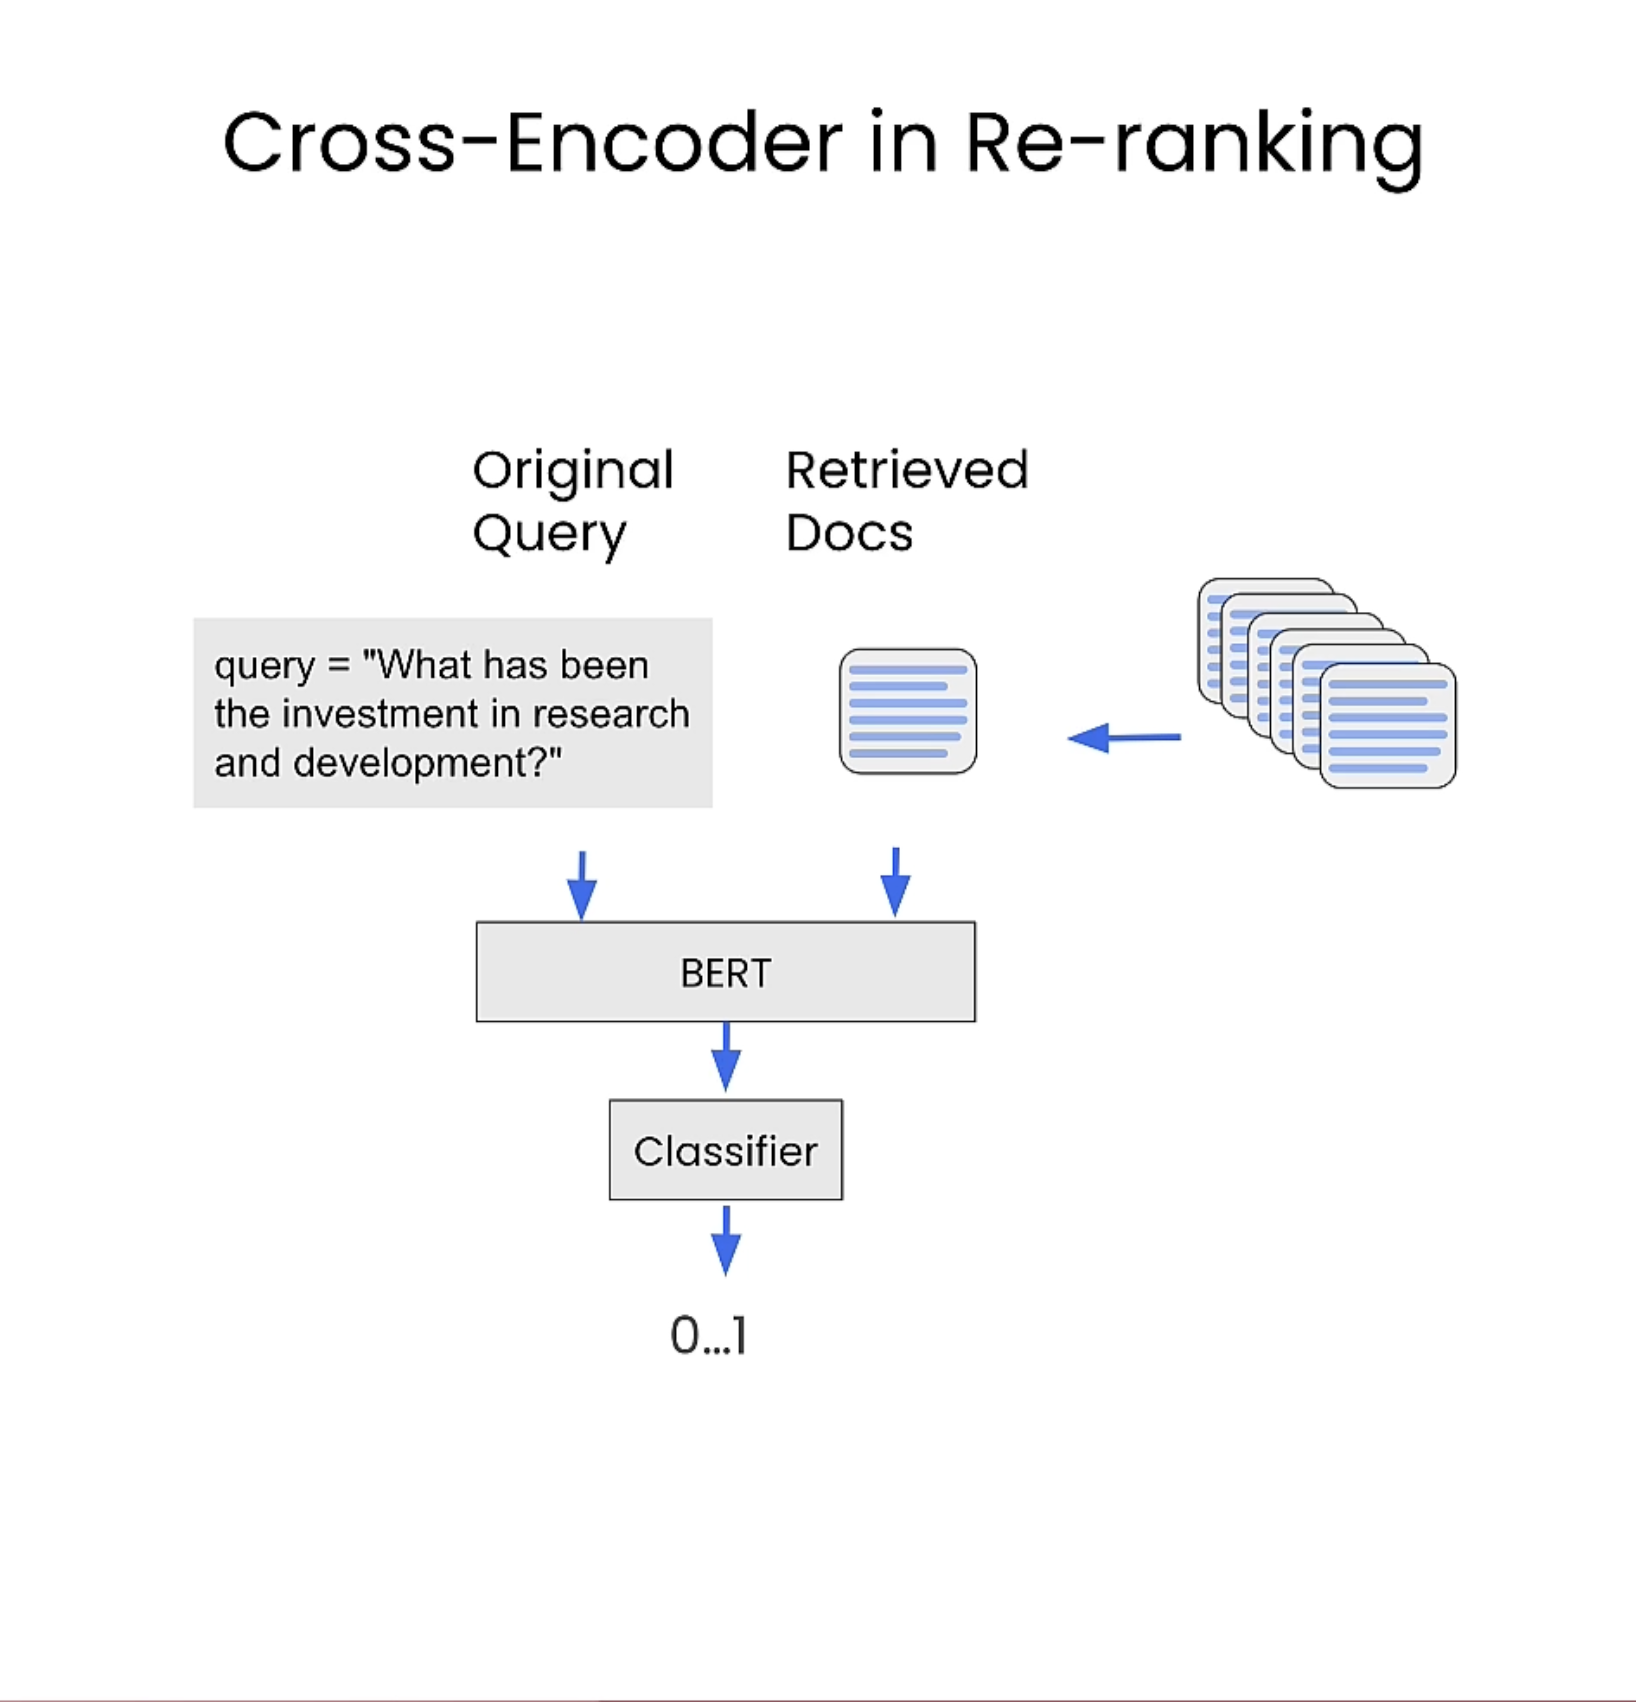 Cross-Encoder in Re-ranking
Original
Query
Retrieved
Docs
query = "What has been
the investment in research
and development?"
BERT
Classifier
0...1